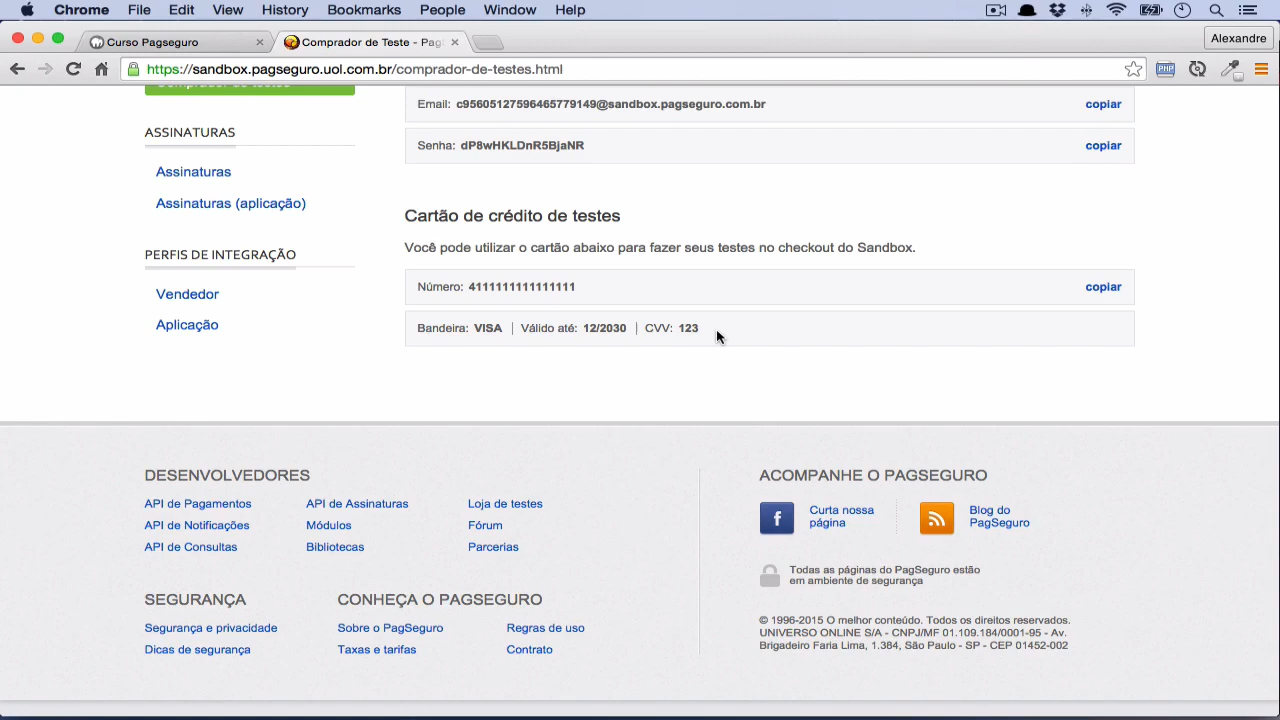 Chrome File Edit View History Bookmarks People Window Help
Curso Pagseguro
Comprador de Teste - Pag
Alexandre
https://sandbox.pagseguro.uol.com.br/comprador-de-testes.html
PHP
Comprador de testes
Email: c95605127596465779149@sandbox.pagseguro.com.br copiar
Senha: dP8wHKLDnR5BjaNR copiar
ASSINATURAS
Assinaturas
Assinaturas (aplicação)
PERFIS DE INTEGRAÇÃO
Vendedor
Aplicação
Cartão de crédito de testes
Você pode utilizar o cartão abaixo para fazer seus testes no checkout do Sandbox.
Número: 4111111111111111 copiar
Bandeira: VISA | Válido até: 12/2030 | CVV: 123
DESENVOLVEDORES
API de Pagamentos API de Assinaturas Loja de testes
API de Notificações Módulos Fórum
API de Consultas Bibliotecas Parcerias
SEGURANÇA
Segurança e privacidade
Dicas de segurança
CONHEÇA O PAGSEGURO
Sobre o PagSeguro Regras de uso
Taxas e tarifas Contrato
ACOMPANHE O PAGSEGURO
Curta nossa
página
Blog do
PagSeguro
Todas as páginas do PagSeguro estão
em ambiente de segurança
© 1996-2015 O melhor conteúdo. Todos os direitos resevados.
UNIVERSO ONLINE S/A - CNPJ/MF 01.109.184/0001-95 - Av.
Brigadeiro Faria Lima, 1.384, São Paulo - SP - CEP 01452-002